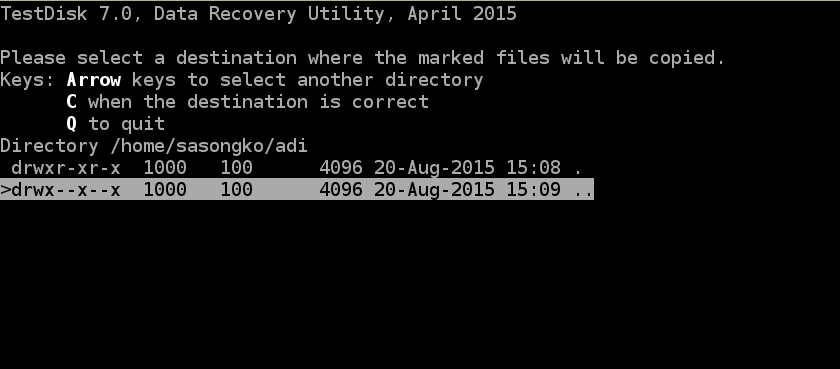 TestDisk 7.0, Data Recovery Utility, April 2015
Please select a destination where the marked files will be copied.
Keys: Arrow keys to select another directory
      C when the destination is correct
      Q to quit
Directory /home/sasongko/adi
 drwxr-xr-x  1000   100      4096 20-Aug-2015 15:08 .
>drwx--x--x  1000   100      4096 20-Aug-2015 15:09 ..